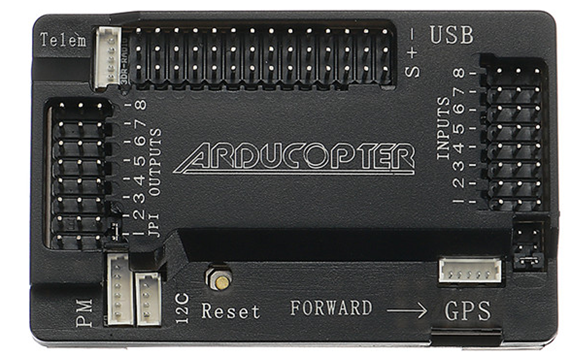 Telem
- + S
USB
8 7 6 5 4 3 2 1
JPI OUTPUTS
ARDUCOPTER
INPUTS
8 7 6 5 4 3 2 1
PM
I2C
Reset
FORWARD → GPS